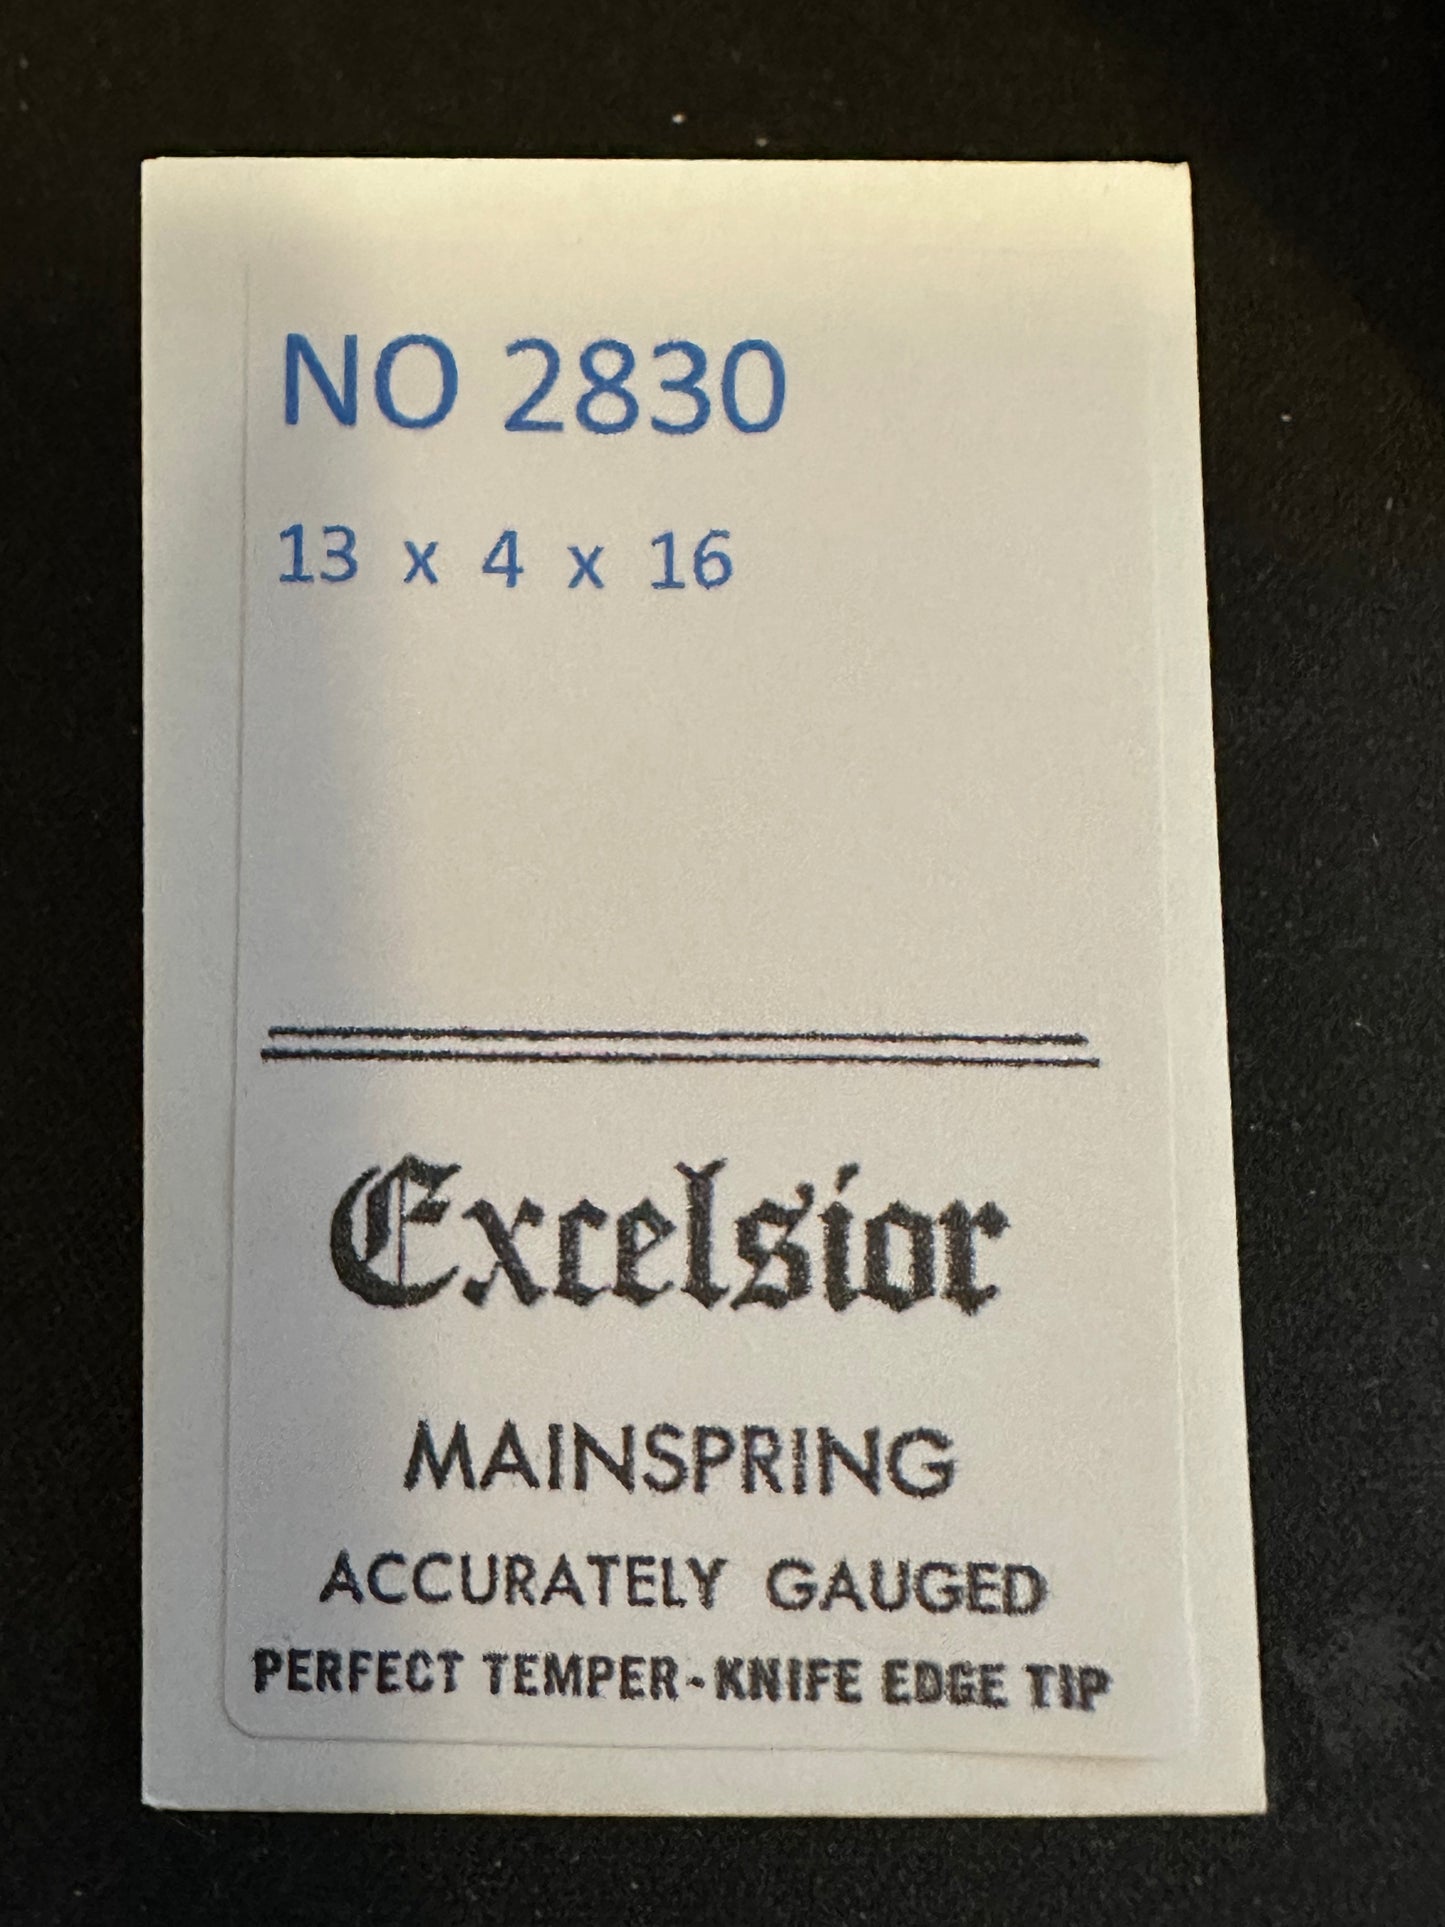 NO 2830
13 x 4 x 16
Excelsior
MAINSPRING
ACCURATELY GAUGED
PERFECT TEMPER-KNIFE EDGE TIP